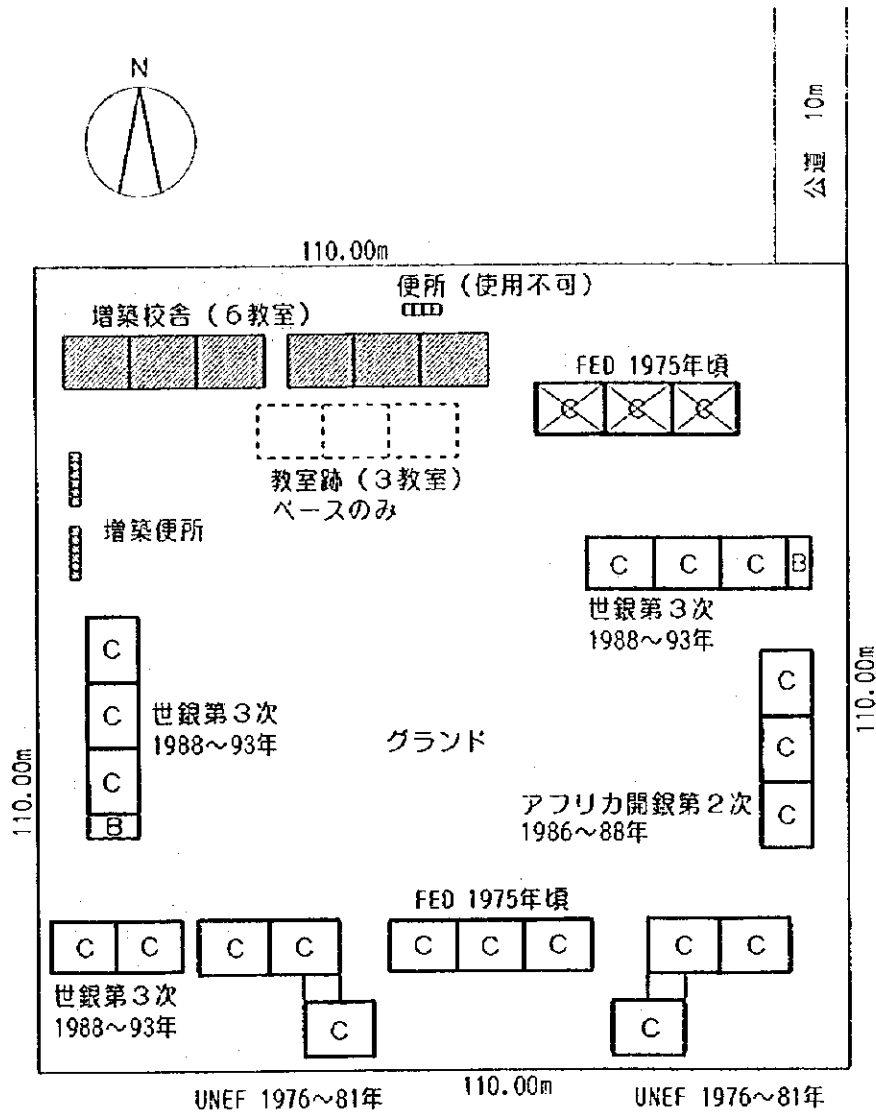 N
公道 10m
110.00m
便所(使用不可)
増築校舎(6教室)
FED 1975年頃
C C C
教室跡(3教室)
ベースのみ
増築便所
C C C B
世銀第3次
1988~93年
C
C
C
B
世銀第3次
1988~93年
グランド
C
C
C
アフリカ開銀第2次
1986~88年
110.00m
110.00m
FED 1975年頃
C C
C C
C C C
C C
世銀第3次
1988~93年
C
C
UNEF 1976~81年
110.00m
UNEF 1976~81年